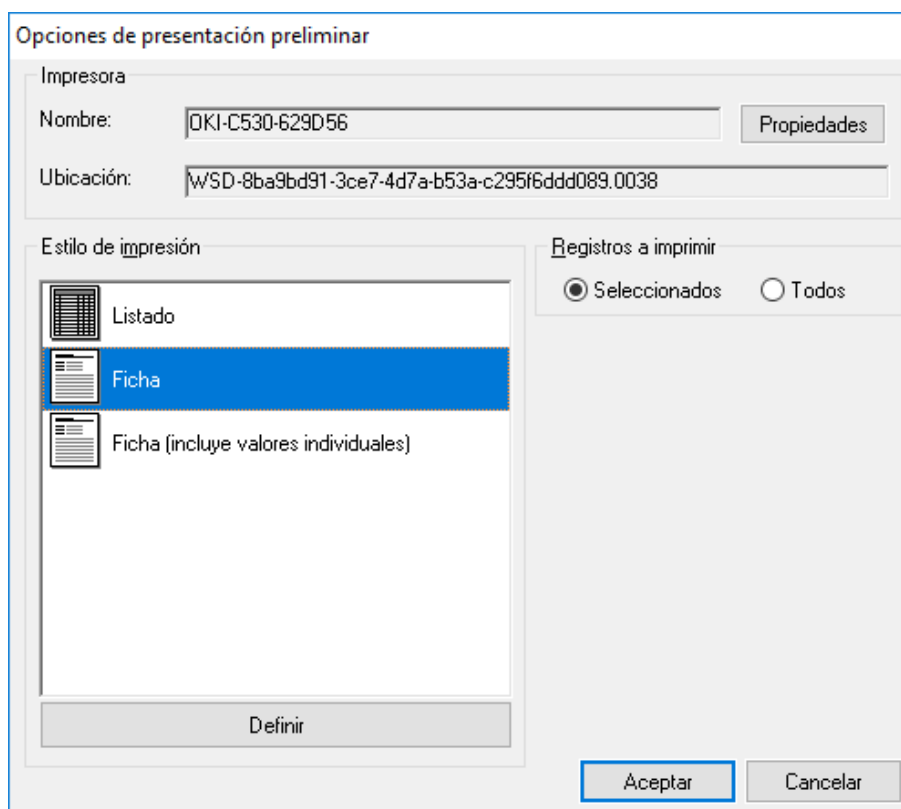 Opciones de presentación preliminar
Impresora
Nombre:
OKI-C530-629D56
Propiedades
Ubicación:
WSD-8ba9bd91-3ce7-4d7a-b53a-c295f6ddd089.0038
Estilo de impresión
Registros a imprimir
Listado
Seleccionados
Todos
Ficha
Ficha (incluye valores individuales)
Definir
Aceptar
Cancelar